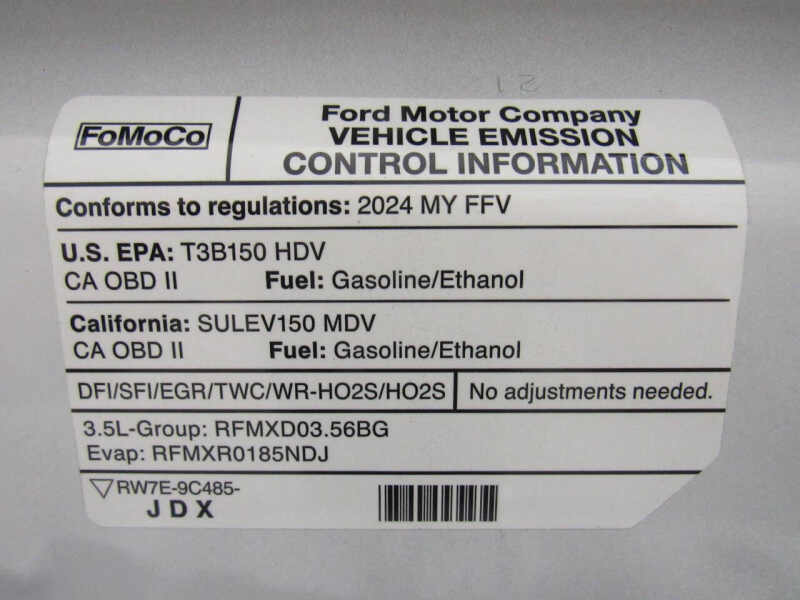 21
FoMoCo
Ford Motor Company
VEHICLE EMISSION
CONTROL INFORMATION
Conforms to regulations: 2024 MY FFV
U.S. EPA: T3B150 HDV
CA OBD II Fuel: Gasoline/Ethanol
California: SULEV150 MDV
CA OBD II Fuel: Gasoline/Ethanol
DFI/SFI/EGR/TWC/WR-HO2S/HO2S No adjustments needed.
3.5L-Group: RFMXD03.56BG
Evap: RFMXR0185NDJ
RW7E-9C485-
JDX